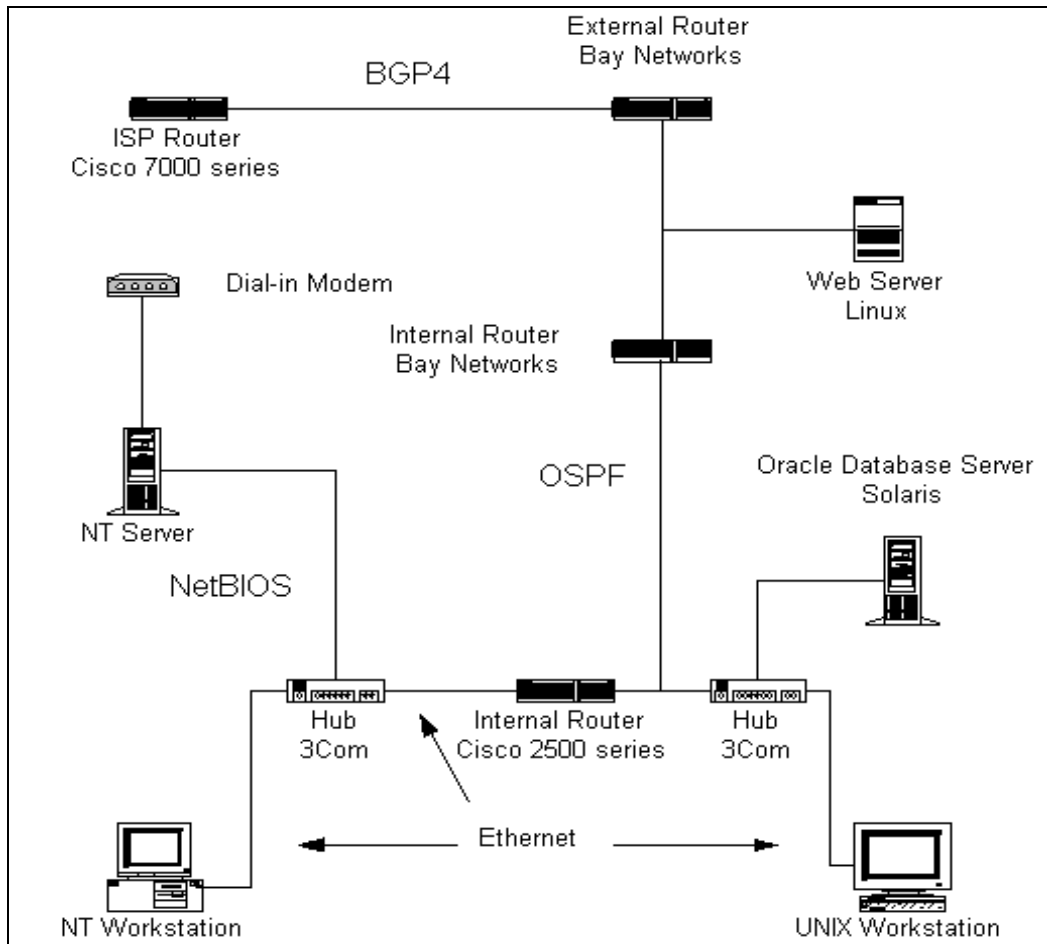 External Router
Bay Networks
BGP4
ISP Router
Cisco 7000 series
Web Server
Linux
Dial-in Modem
Internal Router
Bay Networks
OSPF
Oracle Database Server
Solaris
NT Server
NetBIOS
Hub
3Com
Internal Router
Cisco 2500 series
Hub
3Com
Ethernet
NT Workstation
UNIX Workstation